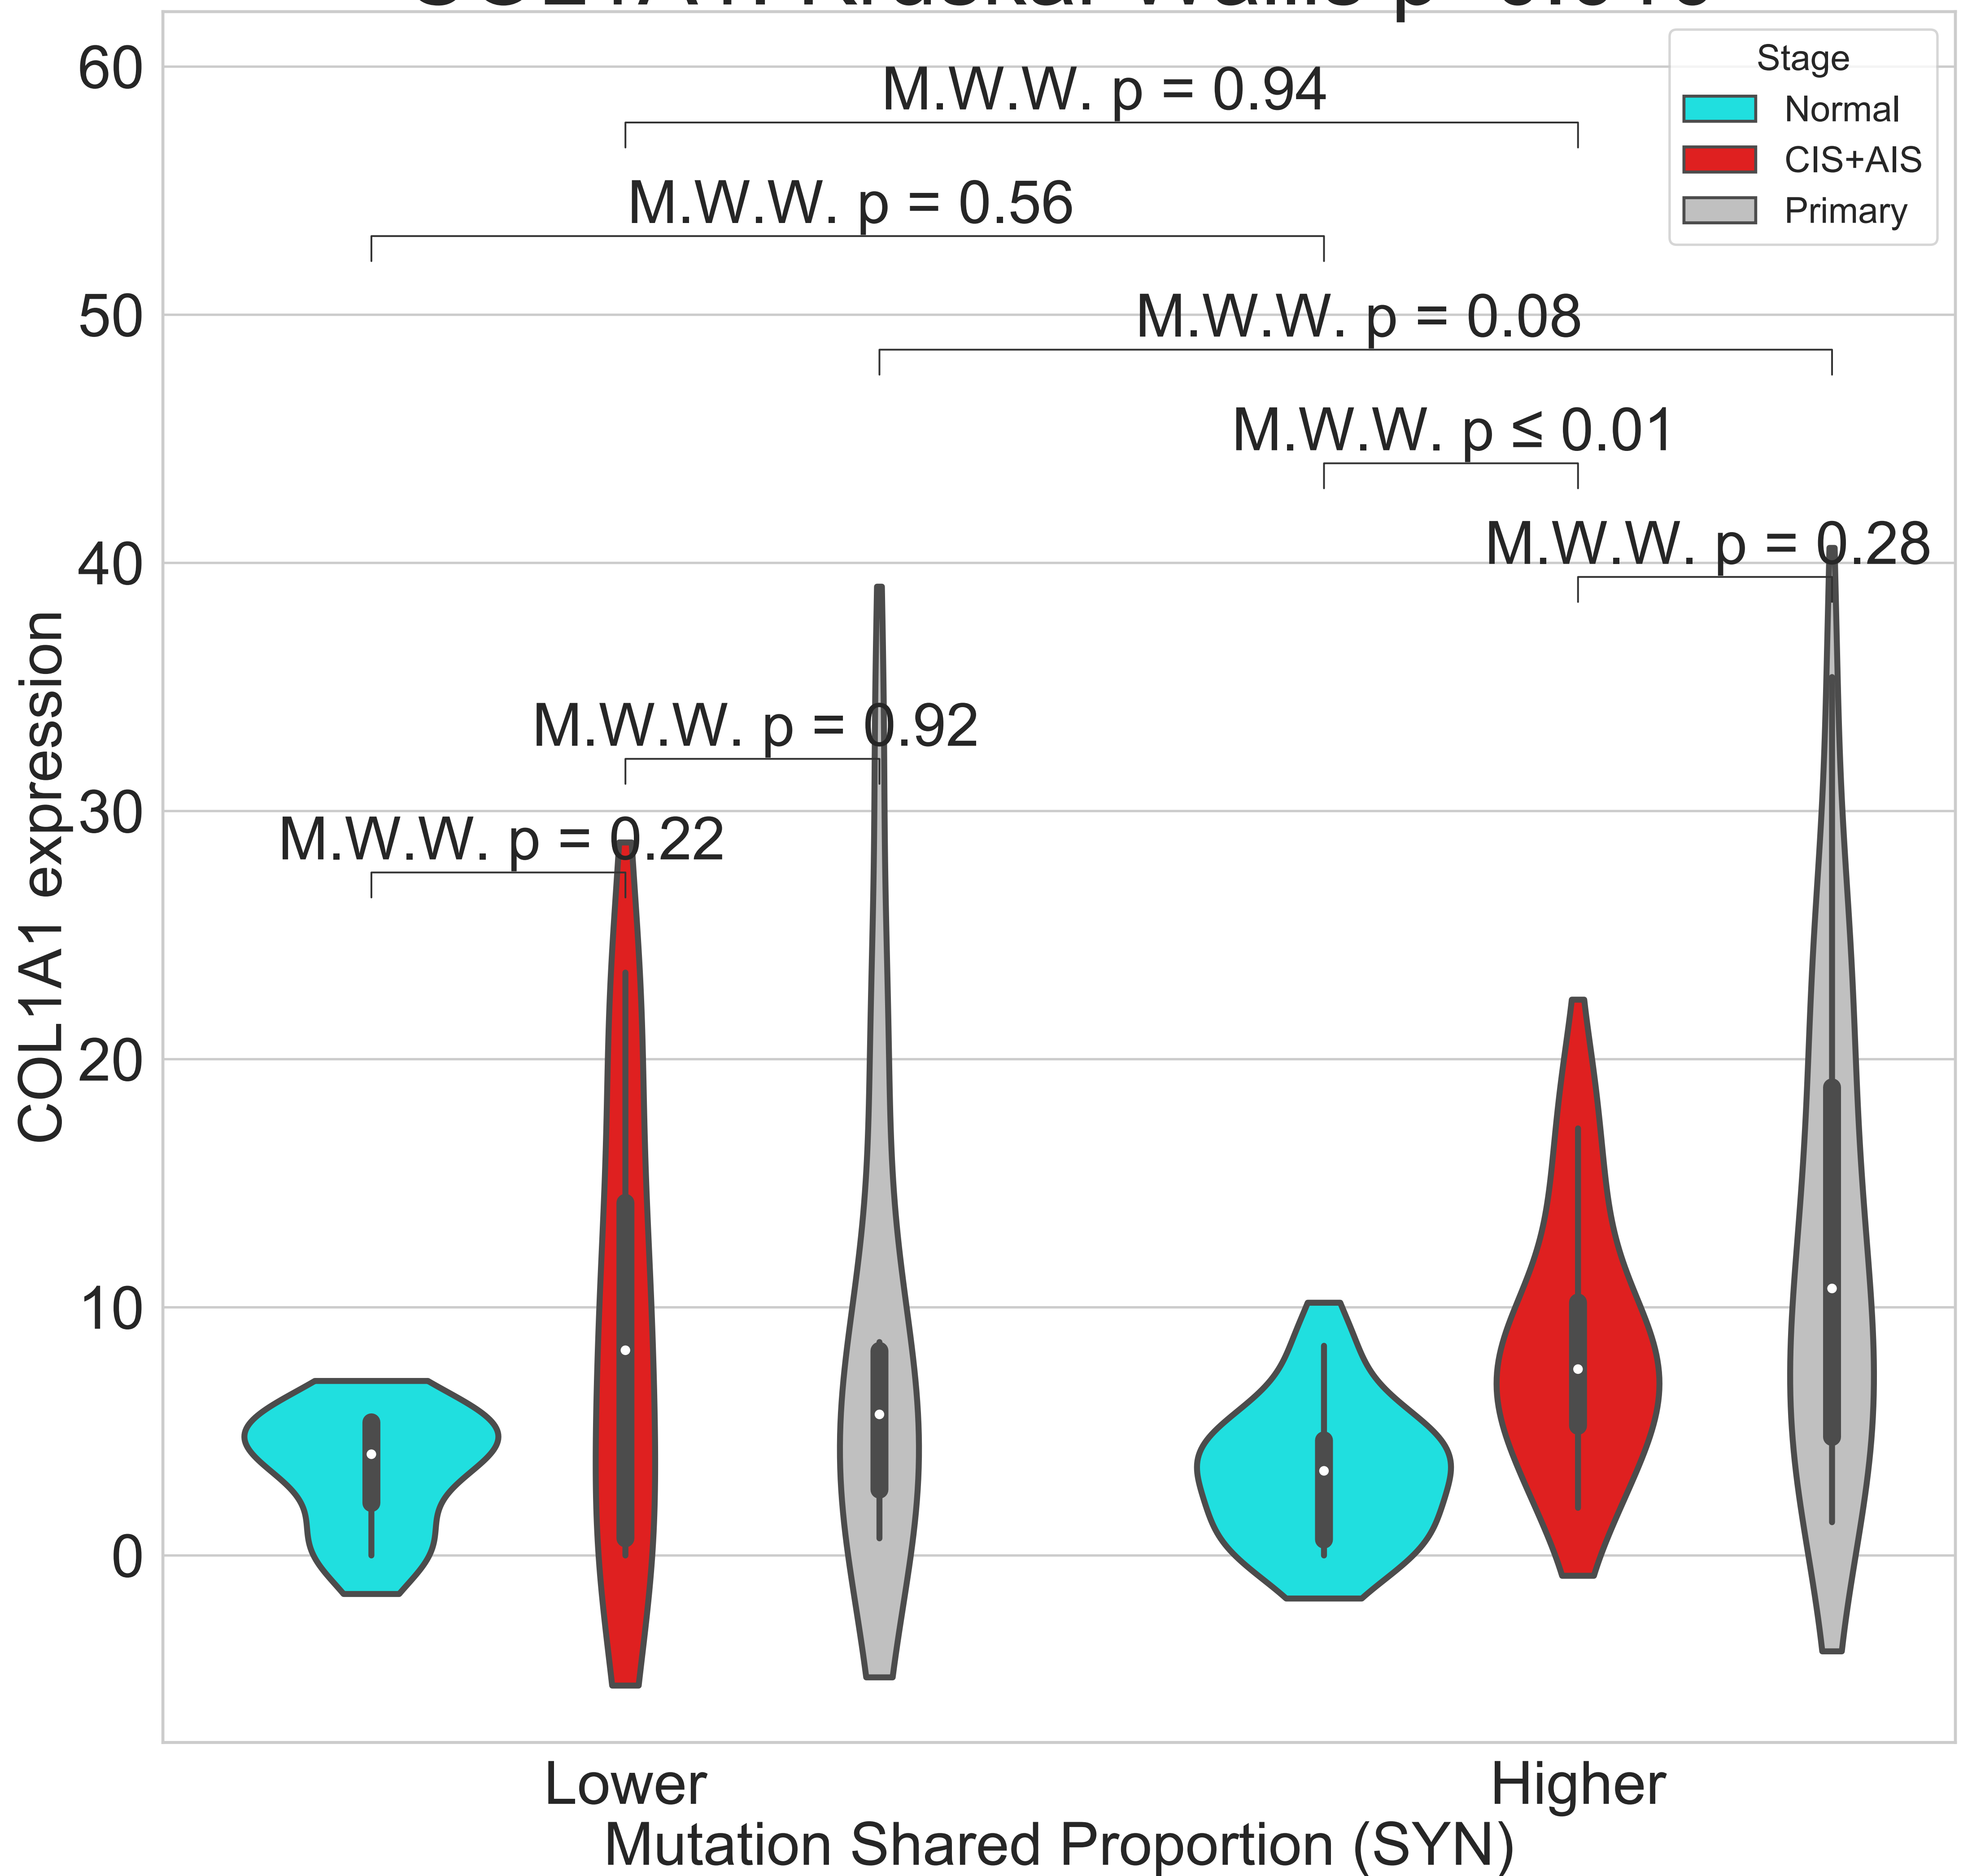 60
M.W.W. p = 0.94
Stage
Normal
CIS+AIS
Primary
M.W.W. p = 0.56
50
M.W.W. p = 0.08
M.W.W. p ≤ 0.01
40
M.W.W. p = 0.28
COL1A1 expression
M.W.W. p = 0.92
30
M.W.W. p = 0.22
20
10
0
Lower
Higher
Mutation Shared Proportion (SYN)